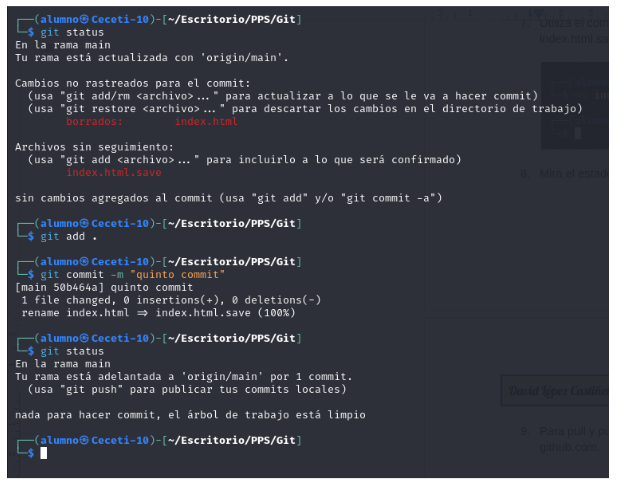 ┌──(alumno㉿Ceceti-10)-[~/Escritorio/PPS/Git]
└─$ git status
En la rama main
Tu rama está actualizada con 'origin/main'.
Cambios no rastreados para el commit:
(usa "git add/rm <archivo>..." para actualizar a lo que se le va a hacer commit)
(usa "git restore <archivo>..." para descartar los cambios en el directorio de trabajo)
borrados: index.html
Archivos sin seguimiento:
(usa "git add <archivo>..." para incluirlo a lo que será confirmado)
index.html.save
sin cambios agregados al commit (usa "git add" y/o "git commit -a")
┌──(alumno㉿Ceceti-10)-[~/Escritorio/PPS/Git]
└─$ git add .
┌──(alumno㉿Ceceti-10)-[~/Escritorio/PPS/Git]
└─$ git commit -m "quinto commit"
[main 50b464a] quinto commit
1 file changed, 0 insertions(+), 0 deletions(-)
rename index.html => index.html.save (100%)
┌──(alumno㉿Ceceti-10)-[~/Escritorio/PPS/Git]
└─$ git status
En la rama main
Tu rama está adelantada a 'origin/main' por 1 commit.
(usa "git push" para publicar tus commits locales)
nada para hacer commit, el árbol de trabajo está limpio
┌──(alumno㉿Ceceti-10)-[~/Escritorio/PPS/Git]
└─$
index.html
8. Mira el estad
David López
9. Para pull y
github.com